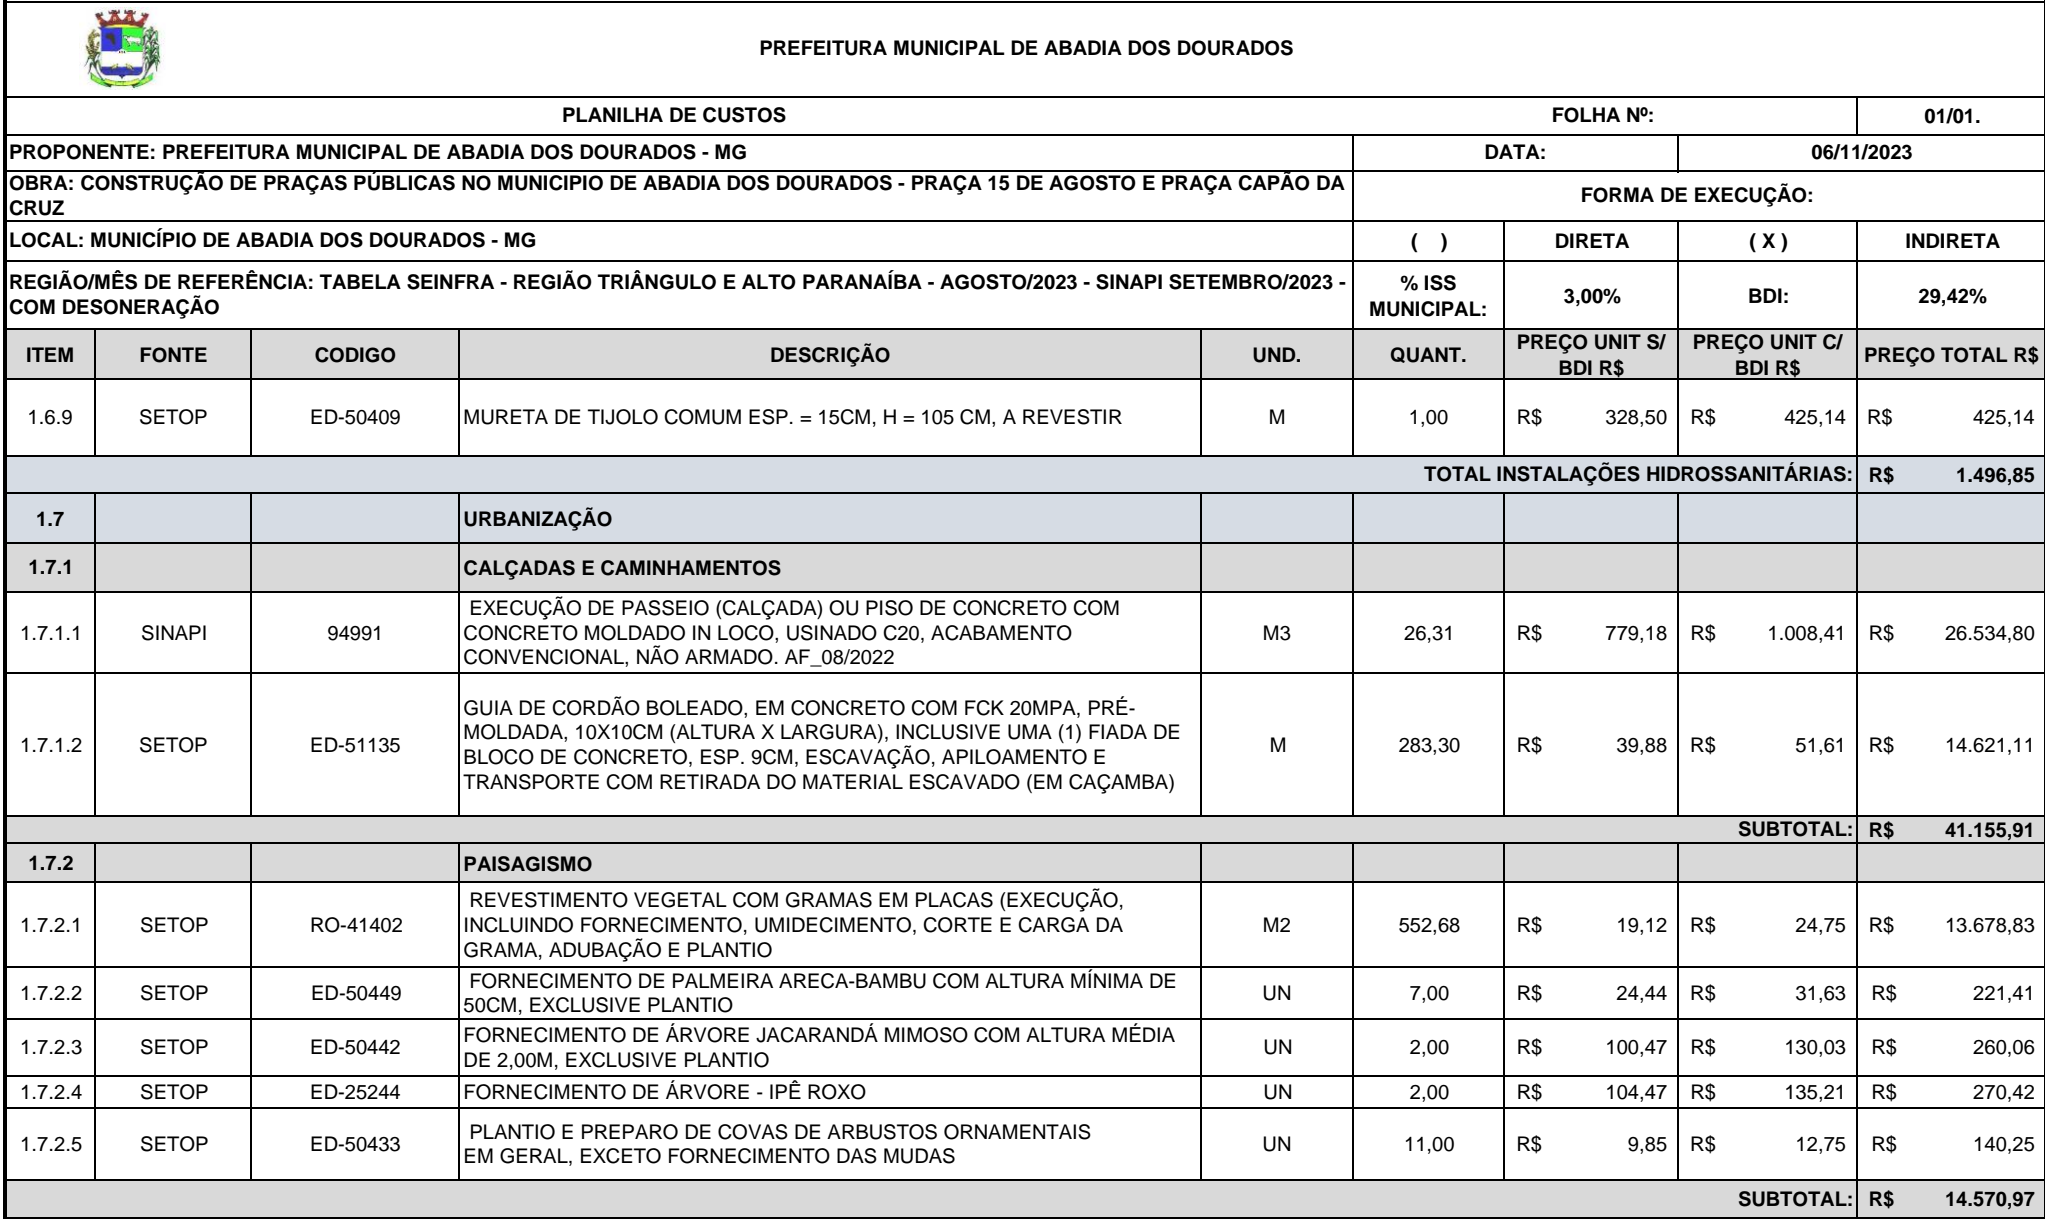 PREFEITURA MUNICIPAL DE ABADIA DOS DOURADOS
PLANILHA DE CUSTOS FOLHA Nº: 01/01.
PROPONENTE: PREFEITURA MUNICIPAL DE ABADIA DOS DOURADOS - MG DATA: 06/11/2023
OBRA: CONSTRUÇÃO DE PRAÇAS PÚBLICAS NO MUNICIPIO DE ABADIA DOS DOURADOS - PRAÇA 15 DE AGOSTO E PRAÇA CAPÃO DA
CRUZ
FORMA DE EXECUÇÃO:
LOCAL: MUNICÍPIO DE ABADIA DOS DOURADOS - MG ( ) DIRETA ( X ) INDIRETA
REGIÃO/MÊS DE REFERÊNCIA: TABELA SEINFRA - REGIÃO TRIÂNGULO E ALTO PARANAÍBA - AGOSTO/2023 - SINAPI SETEMBRO/2023 -
COM DESONERAÇÃO
% ISS
MUNICIPAL:
3,00% BDI: 29,42%
ITEM FONTE CODIGO DESCRIÇÃO UND. QUANT. PREÇO UNIT S/
BDI R$
PREÇO UNIT C/
BDI R$
PREÇO TOTAL R$
1.6.9 SETOP ED-50409 MURETA DE TIJOLO COMUM ESP. = 15CM, H = 105 CM, A REVESTIR M 1,00 R$ 328,50 R$ 425,14 R$ 425,14
TOTAL INSTALAÇÕES HIDROSSANITÁRIAS: R$ 1.496,85
1.7 URBANIZAÇÃO
1.7.1 CALÇADAS E CAMINHAMENTOS
1.7.1.1 SINAPI 94991 EXECUÇÃO DE PASSEIO (CALÇADA) OU PISO DE CONCRETO COM
CONCRETO MOLDADO IN LOCO, USINADO C20, ACABAMENTO
CONVENCIONAL, NÃO ARMADO. AF_08/2022
M3 26,31 R$ 779,18 R$ 1.008,41 R$ 26.534,80
1.7.1.2 SETOP ED-51135 GUIA DE CORDÃO BOLEADO, EM CONCRETO COM FCK 20MPA, PRÉ-
MOLDADA, 10X10CM (ALTURA X LARGURA), INCLUSIVE UMA (1) FIADA DE
BLOCO DE CONCRETO, ESP. 9CM, ESCAVAÇÃO, APILOAMENTO E
TRANSPORTE COM RETIRADA DO MATERIAL ESCAVADO (EM CAÇAMBA)
M 283,30 R$ 39,88 R$ 51,61 R$ 14.621,11
SUBTOTAL: R$ 41.155,91
1.7.2 PAISAGISMO
1.7.2.1 SETOP RO-41402 REVESTIMENTO VEGETAL COM GRAMAS EM PLACAS (EXECUÇÃO,
INCLUINDO FORNECIMENTO, UMIDECIMENTO, CORTE E CARGA DA
GRAMA, ADUBAÇÃO E PLANTIO
M2 552,68 R$ 19,12 R$ 24,75 R$ 13.678,83
1.7.2.2 SETOP ED-50449 FORNECIMENTO DE PALMEIRA ARECA-BAMBU COM ALTURA MÍNIMA DE
50CM, EXCLUSIVE PLANTIO
UN 7,00 R$ 24,44 R$ 31,63 R$ 221,41
1.7.2.3 SETOP ED-50442 FORNECIMENTO DE ÁRVORE JACARANDÁ MIMOSO COM ALTURA MÉDIA
DE 2,00M, EXCLUSIVE PLANTIO
UN 2,00 R$ 100,47 R$ 130,03 R$ 260,06
1.7.2.4 SETOP ED-25244 FORNECIMENTO DE ÁRVORE - IPÊ ROXO UN 2,00 R$ 104,47 R$ 135,21 R$ 270,42
1.7.2.5 SETOP ED-50433 PLANTIO E PREPARO DE COVAS DE ARBUSTOS ORNAMENTAIS
EM GERAL, EXCETO FORNECIMENTO DAS MUDAS
UN 11,00 R$ 9,85 R$ 12,75 R$ 140,25
SUBTOTAL: R$ 14.570,97